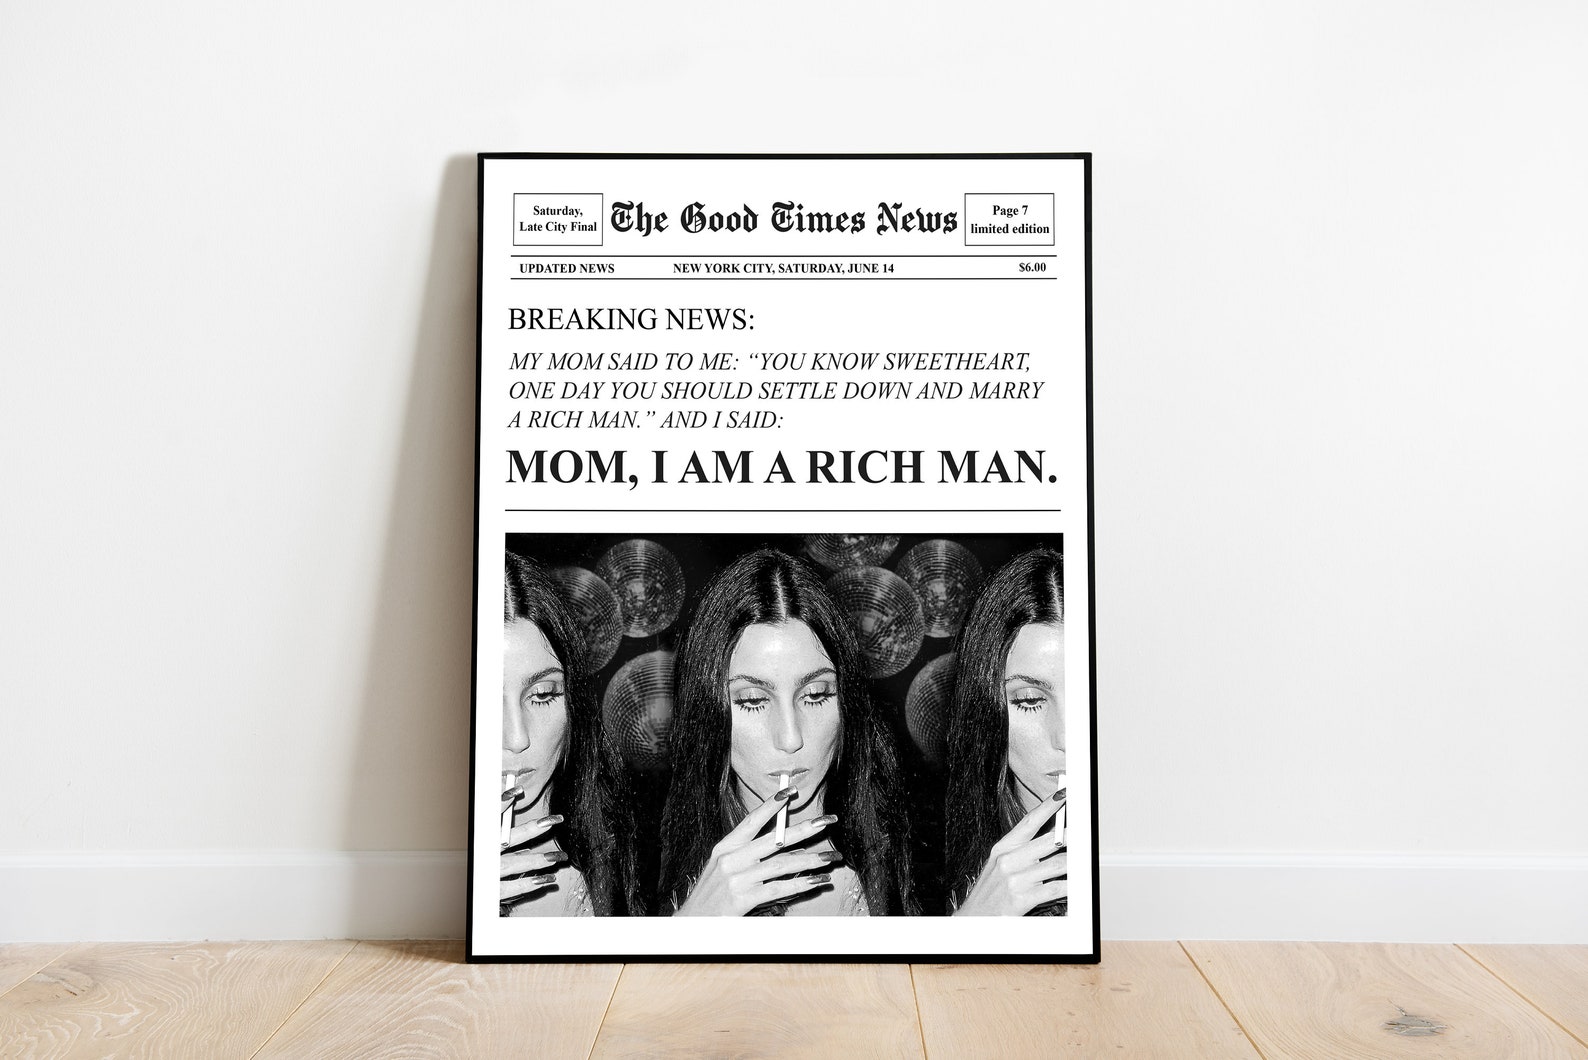 Saturday,
Late City Final
The Good Times News
Page 7
limited edition
UPDATED NEWS
NEW YORK CITY, SATURDAY, JUNE 14
$6.00
BREAKING NEWS:
MY MOM SAID TO ME: “YOU KNOW SWEETHEART,
ONE DAY YOU SHOULD SETTLE DOWN AND MARRY
A RICH MAN.” AND I SAID:
MOM, I AM A RICH MAN.